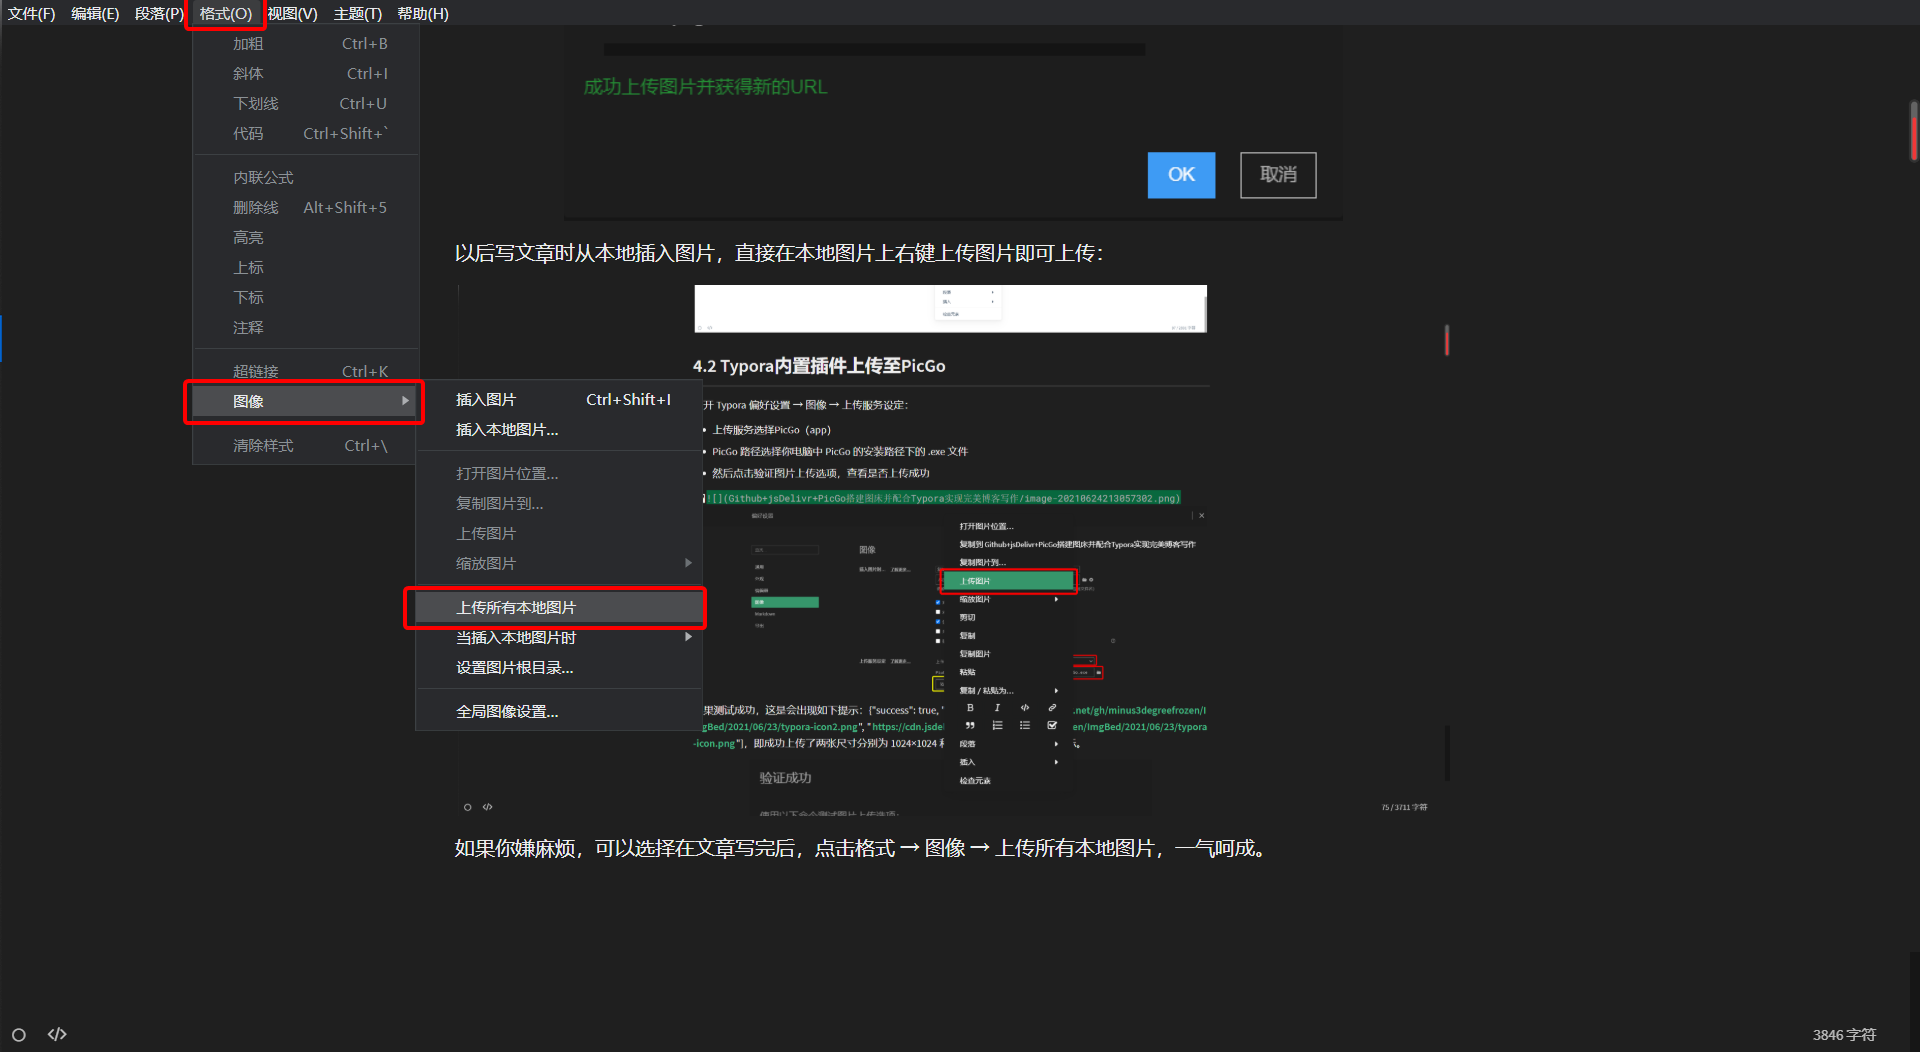 文件(F) 编辑(E) 段落(P) 格式(O) 视图(V) 主题(T) 帮助(H)
加粗 Ctrl+B
斜体 Ctrl+I
下划线 Ctrl+U
代码 Ctrl+Shift+`
内联公式
删除线 Alt+Shift+5
高亮
上标
下标
注释
超链接 Ctrl+K
图像
清除样式 Ctrl+\
插入图片 Ctrl+Shift+I
插入本地图片...
打开图片位置...
复制图片到...
上传图片
缩放图片
上传所有本地图片
当插入本地图片时
设置图片根目录...
全局图像设置...
成功上传图片并获得新的URL
OK 取消
以后写文章时从本地插入图片，直接在本地图片上右键上传图片即可上传：
4.2 Typora内置插件上传至PicGo
开 Typora 偏好设置 → 图像 → 上传服务设定：
上传服务选择PicGo（app）
PicGo 路径选择你电脑中 PicGo 的安装路径下的 .exe 文件
然后点击验证图片上传选项，查看是否上传成功
![](Github+jsDelivr+PicGo搭建图床并配合Typora实现完美博客写作/image-20210624213057302.png)
偏好设置
图像
打开图片位置...
复制到 Github+jsDelivr+PicGo搭建图床并配合Typora实现完美博客写作
复制图片到...
上传图片
缩放图片
剪切
复制
复制图片
粘贴
复制 / 粘贴为...
段落
插入
检查元素
果测试成功，这是会出现如下提示：{"success": true, "
.net/gh/minus3degreefrozen/I
gBed/2021/06/23/typora-icon2.png", "https://cdn.jsde
en/ImgBed/2021/06/23/typora
-icon.png"]，即成功上传了两张尺寸分别为 1024×1024 和
验证成功
使用以下命令测试图片上传选项：
75 / 3711 字符
如果你嫌麻烦，可以选择在文章写完后，点击格式 → 图像 → 上传所有本地图片，一气呵成。
3846 字符